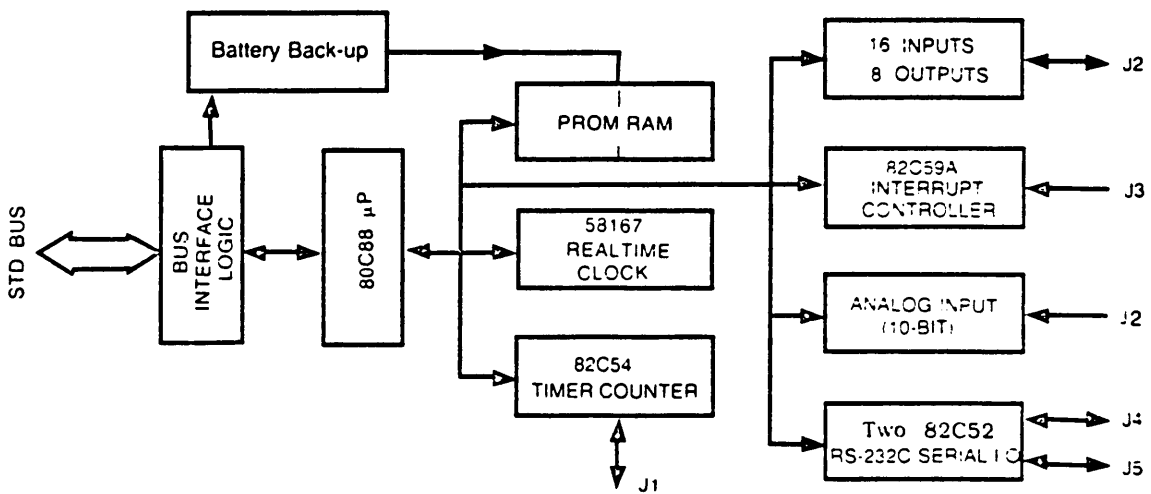 Battery Back-up
16 INPUTS
8 OUTPUTS
J2
PROM RAM
82C59A
INTERRUPT
CONTROLLER
J3
STD BUS
BUS
INTERFACE
LOGIC
80C88 µP
58167
REALTIME
CLOCK
ANALOG INPUT
(10-BIT)
J2
82C54
TIMER COUNTER
J1
Two 82C52
RS-232C SERIAL I O
J4
J5